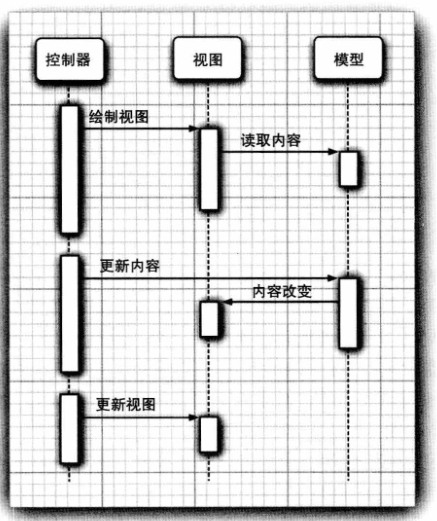 控制器
视图
模型
绘制视图
读取内容
更新内容
内容改变
更新视图